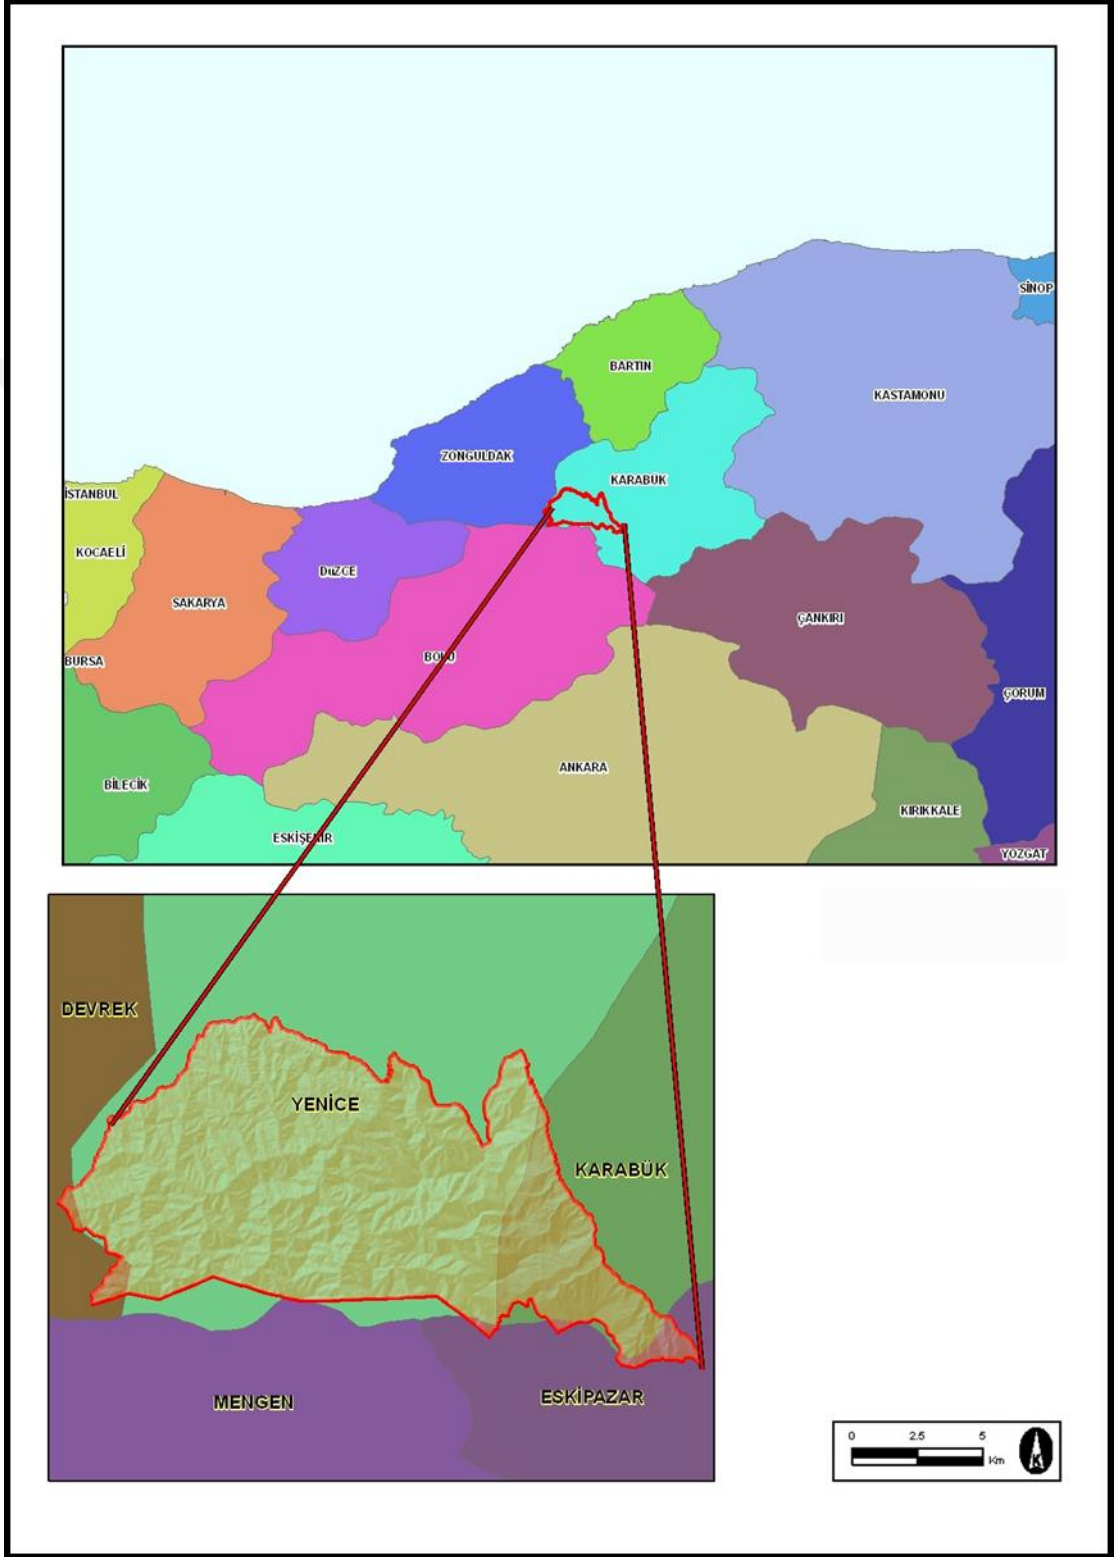 SİNOP
BARTIN
KASTAMONU
ZONGULDAK
KARABÜK
İSTANBUL
KOCAELİ
DüZCE
SAKARYA
ÇANKIRI
BOLU
BURSA
ÇORUM
ANKARA
BİLECİK
KIRIKKALE
ESKİŞEHİR
YOZGAT
DEVREK
YENİCE
KARABÜK
MENGEN
ESKİPAZAR
0 2.5 5
Km